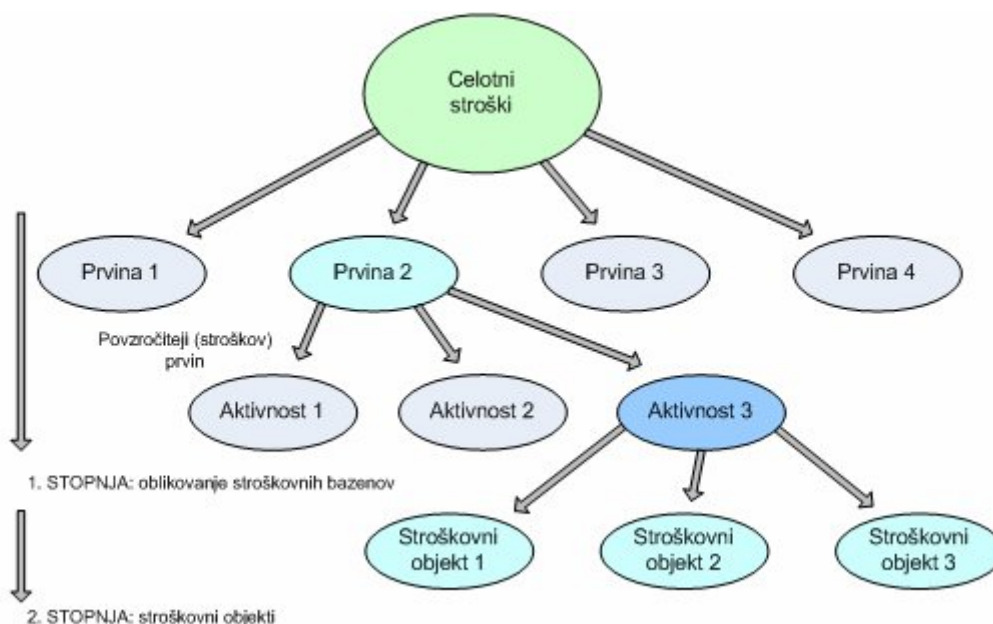 Celotni
stroški
Prvina 1
Prvina 2
Prvina 3
Prvina 4
Povzročiteji (stroškov)
prvin
Aktivnost 1
Aktivnost 2
Aktivnost 3
1. STOPNJA: oblikovanje stroškovnih bazenov
Stroškovni
objekt 1
Stroškovni
objekt 2
Stroškovni
objekt 3
2. STOPNJA: stroškovni objekti